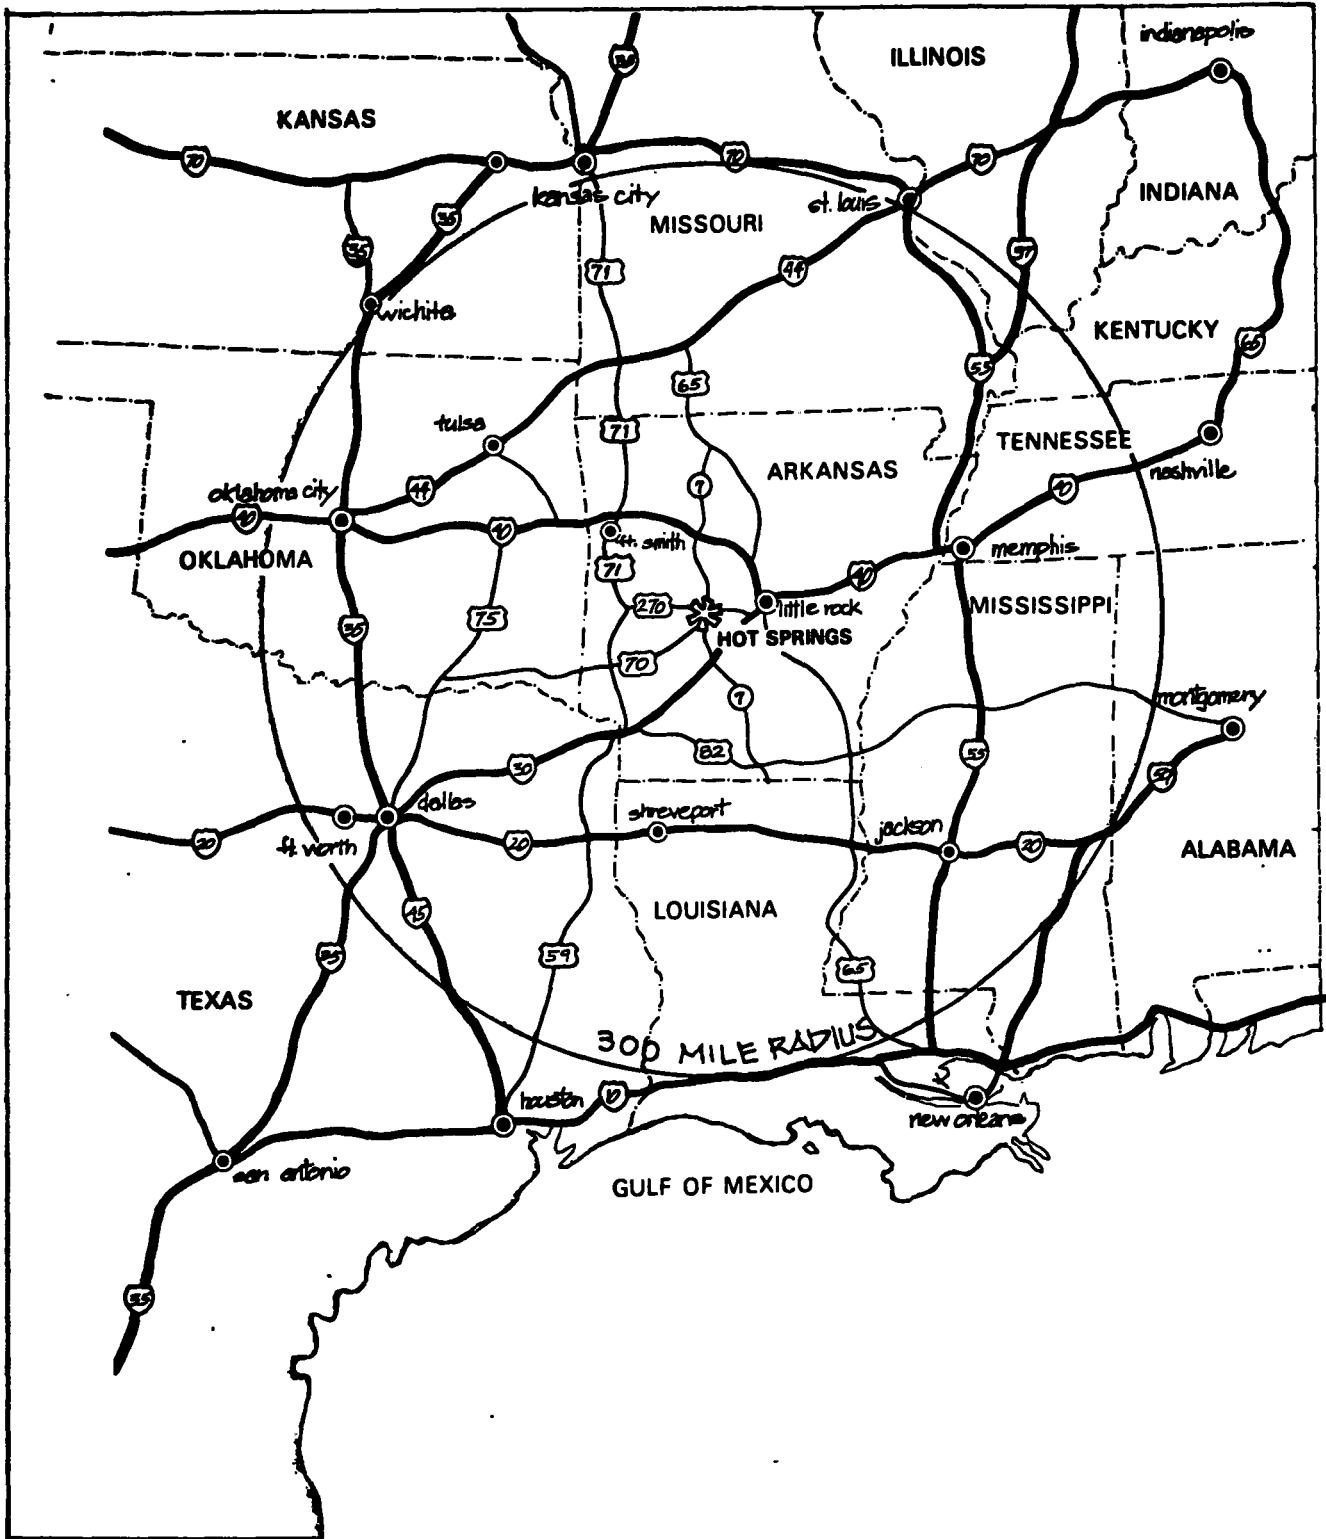 indianapolis
ILLINOIS
35
KANSAS
70
70
70
kansas city
st. louis
INDIANA
MISSOURI
35
35
71
44
57
wichita
KENTUCKY
65
65
55
tulsa
71
TENNESSEE
ARKANSAS
nashville
oklahoma city
44
7
40
40
40
ft. smith
memphis
OKLAHOMA
71
40
75
270
little rock
MISSISSIPPI
35
HOT SPRINGS
70
7
montgomery
82
55
30
59
dallas
shreveport
jackson
20
ft worth
20
20
ALABAMA
45
LOUISIANA
35
59
65
TEXAS
300 MILE RADIUS
houston
10
new orleans
san antonio
GULF OF MEXICO
35